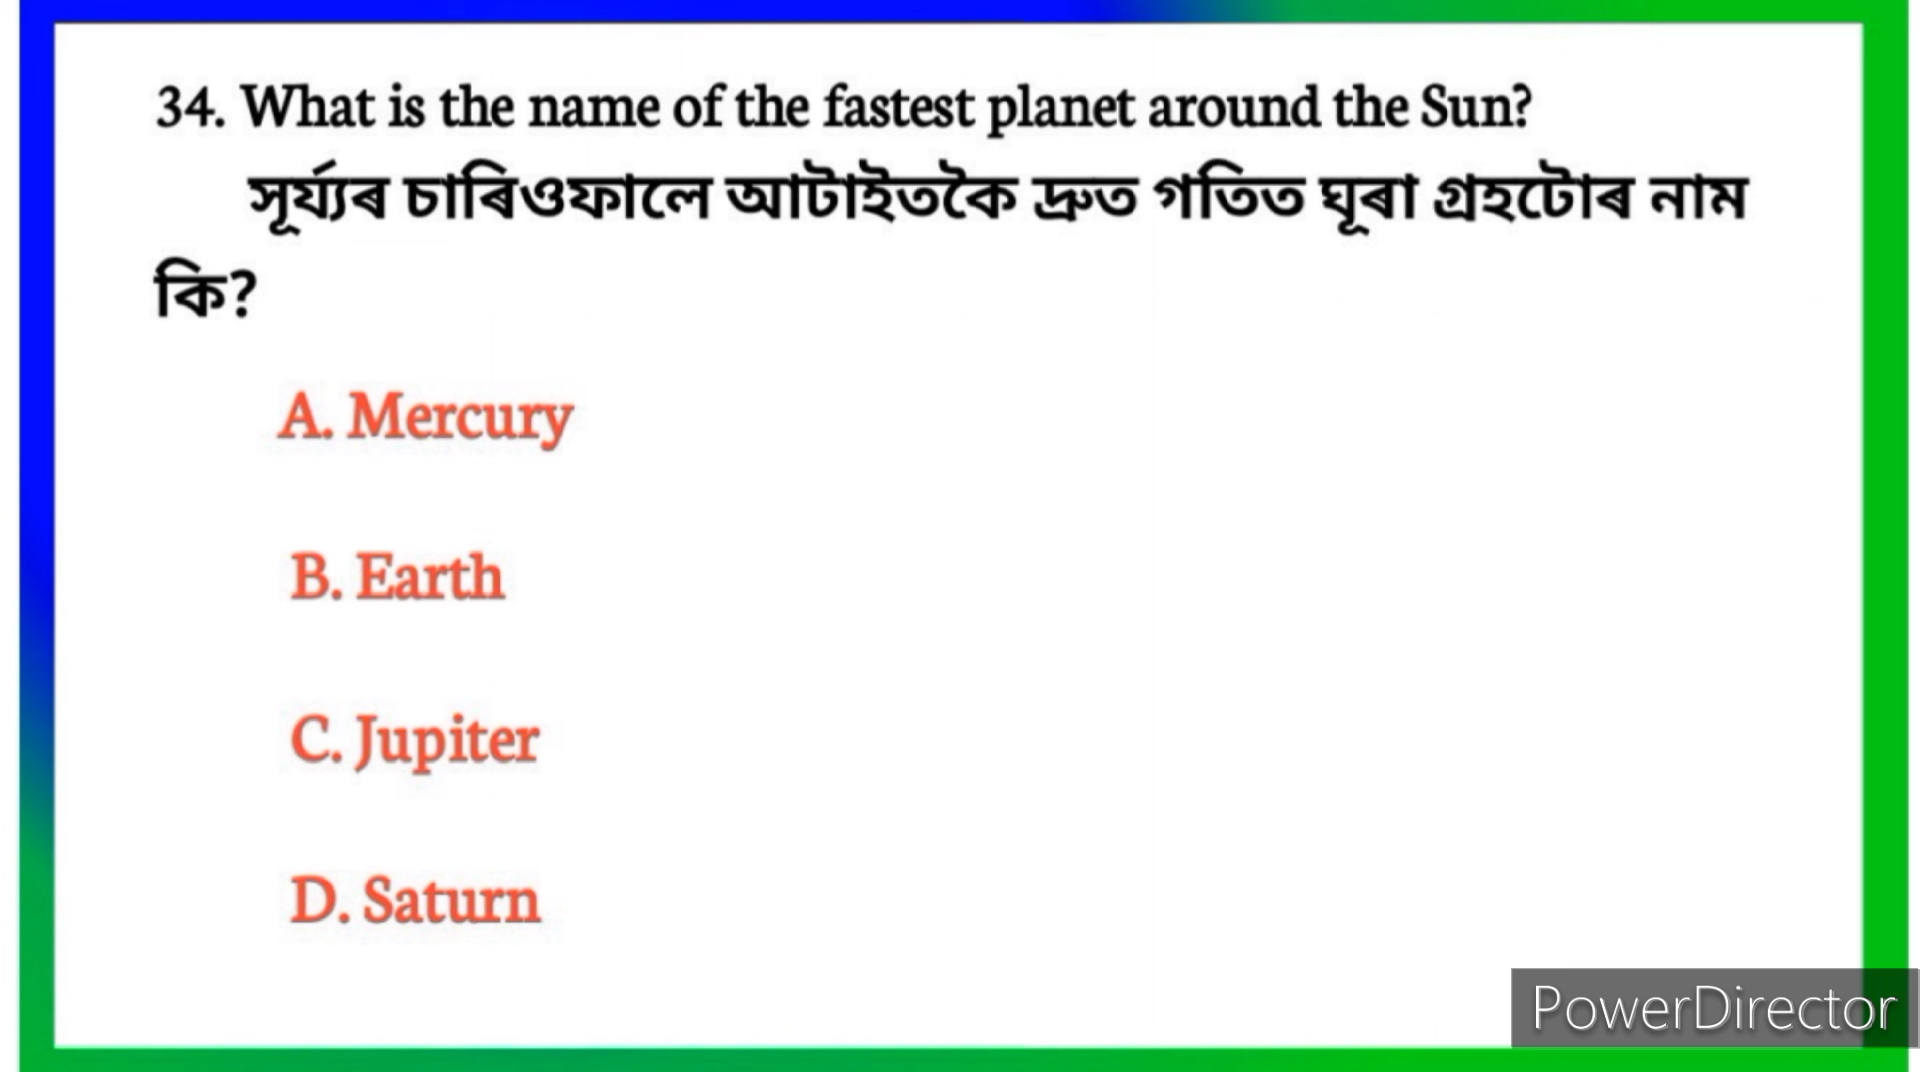 34. What is the name of the fastest planet around the Sun?
সূৰ্য্যৰ চাৰিওফালে আটাইতকৈ দ্ৰুত গতিত ঘূৰা গ্ৰহটোৰ নাম
কি?
A. Mercury
B. Earth
C. Jupiter
D. Saturn
PowerDirector